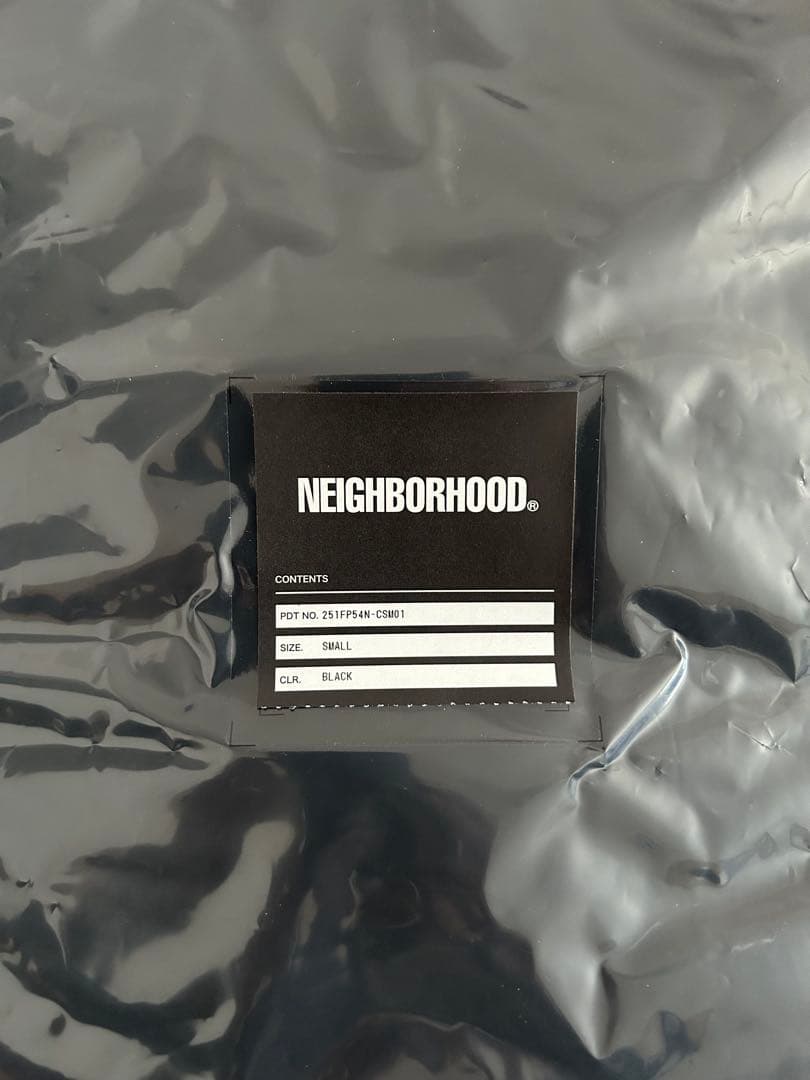 NEIGHBORHOOD®
CONTENTS
PDT NO. 251FP54N-CSM01
SIZE. SMALL
CLR. BLACK